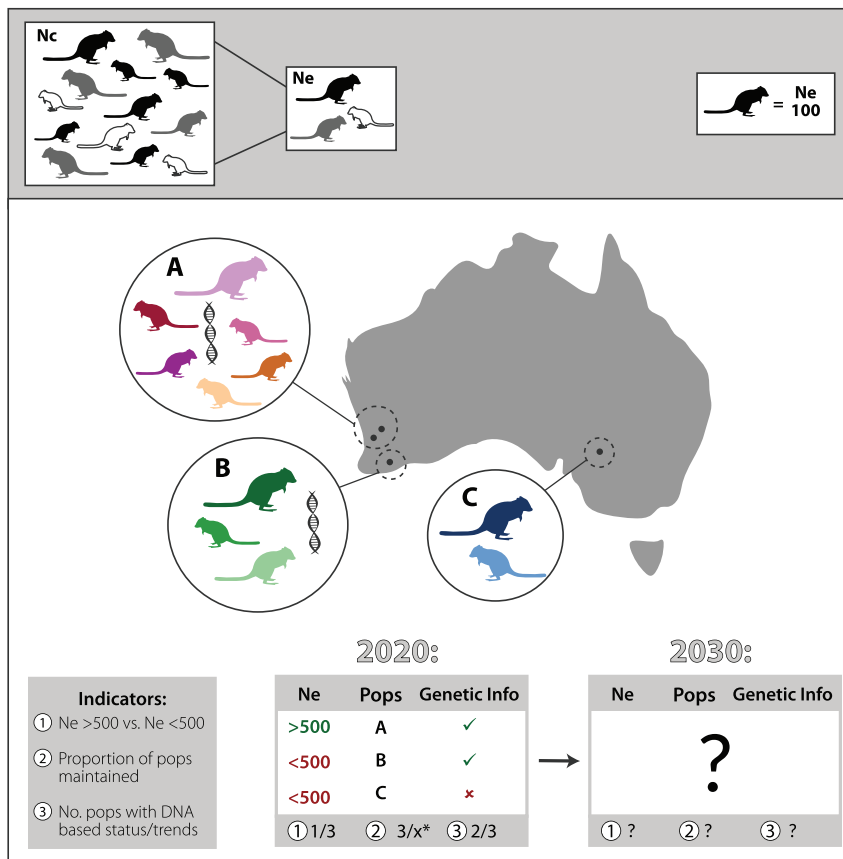 Nc
Ne
= Ne
100
A
B
C
2020:
2030:
Indicators:
1 Ne >500 vs. Ne <500
2 Proportion of pops
maintained
3 No. pops with DNA
based status/trends
Ne Pops Genetic Info
>500 A ✓
<500 B ✓
<500 C ✗
1 1/3 2 3/x* 3 2/3
Ne Pops Genetic Info
?
1 ? 2 ? 3 ?